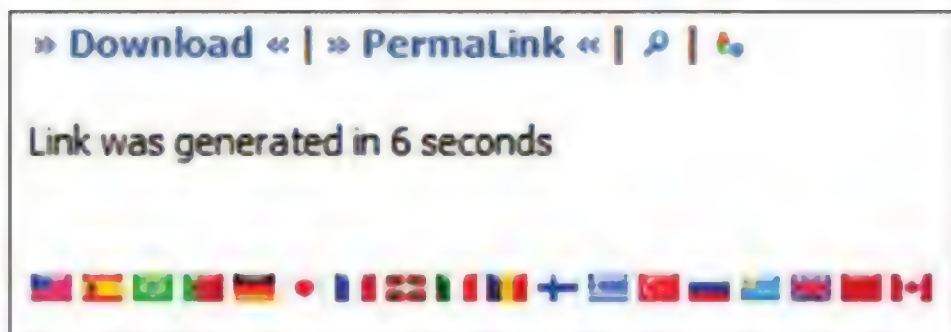 » Download « | » PermaLink « | |
Link was generated in 6 seconds